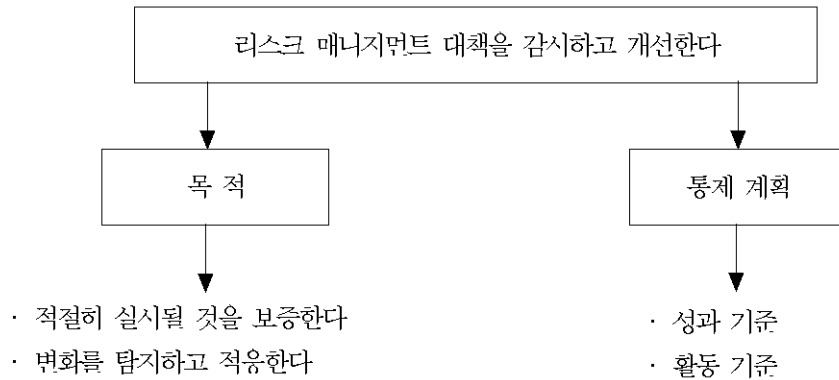 리스크 매니지먼트 대책을 감시하고 개선한다
목 적
통제 계획
· 적절히 실시될 것을 보증한다
· 변화를 탐지하고 적응한다
· 성과 기준
· 활동 기준